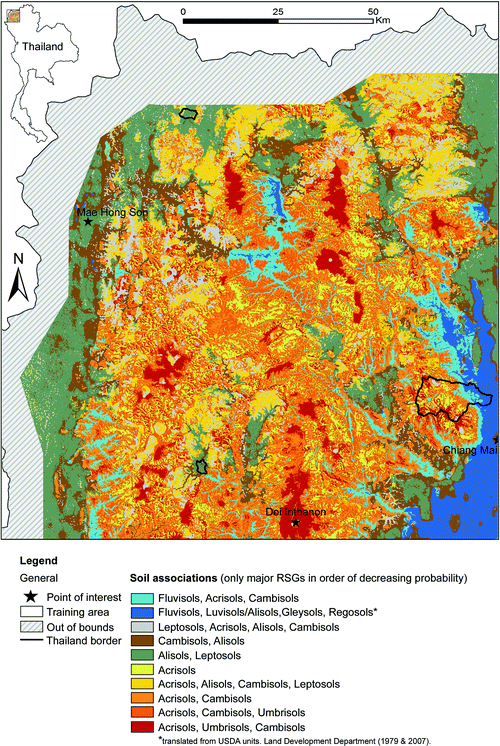 Thailand
0 25 50
Km
Mae Hong Son
N
Chiang Mai
Doi Inthanon
Legend
General
Point of interest
Training area
Out of bounds
Thailand border
Soil associations (only major RSGs in order of decreasing probability)
Fluvisols, Acrisols, Cambisols
Fluvisols, Luvisols/Alisols,Gleysols, Regosols*
Leptosols, Acrisols, Alisols, Cambisols
Cambisols, Alisols
Alisols, Leptosols
Acrisols
Acrisols, Alisols, Cambisols, Leptosols
Acrisols, Cambisols
Acrisols, Cambisols, Umbrisols
Acrisols, Umbrisols, Cambisols
*translated from USDA units. Land Development Department (1979 & 2007).